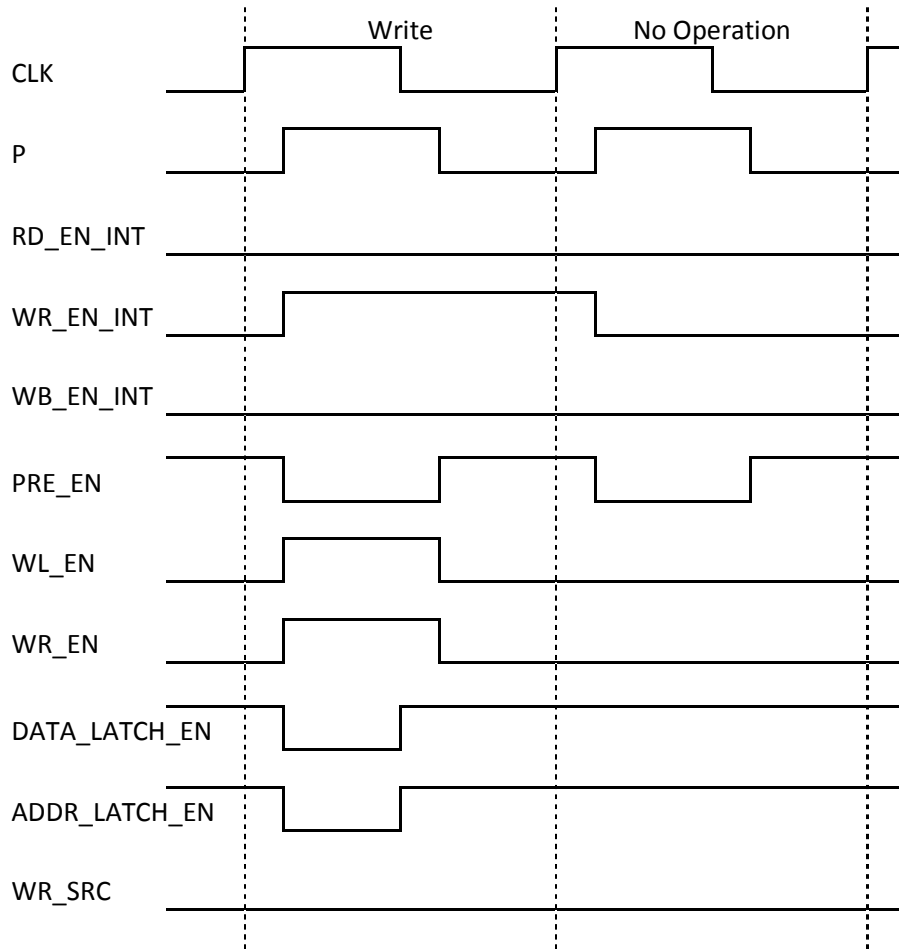 Write
No Operation
CLK
P
RD_EN_INT
WR_EN_INT
WB_EN_INT
PRE_EN
WL_EN
WR_EN
DATA_LATCH_EN
ADDR_LATCH_EN
WR_SRC